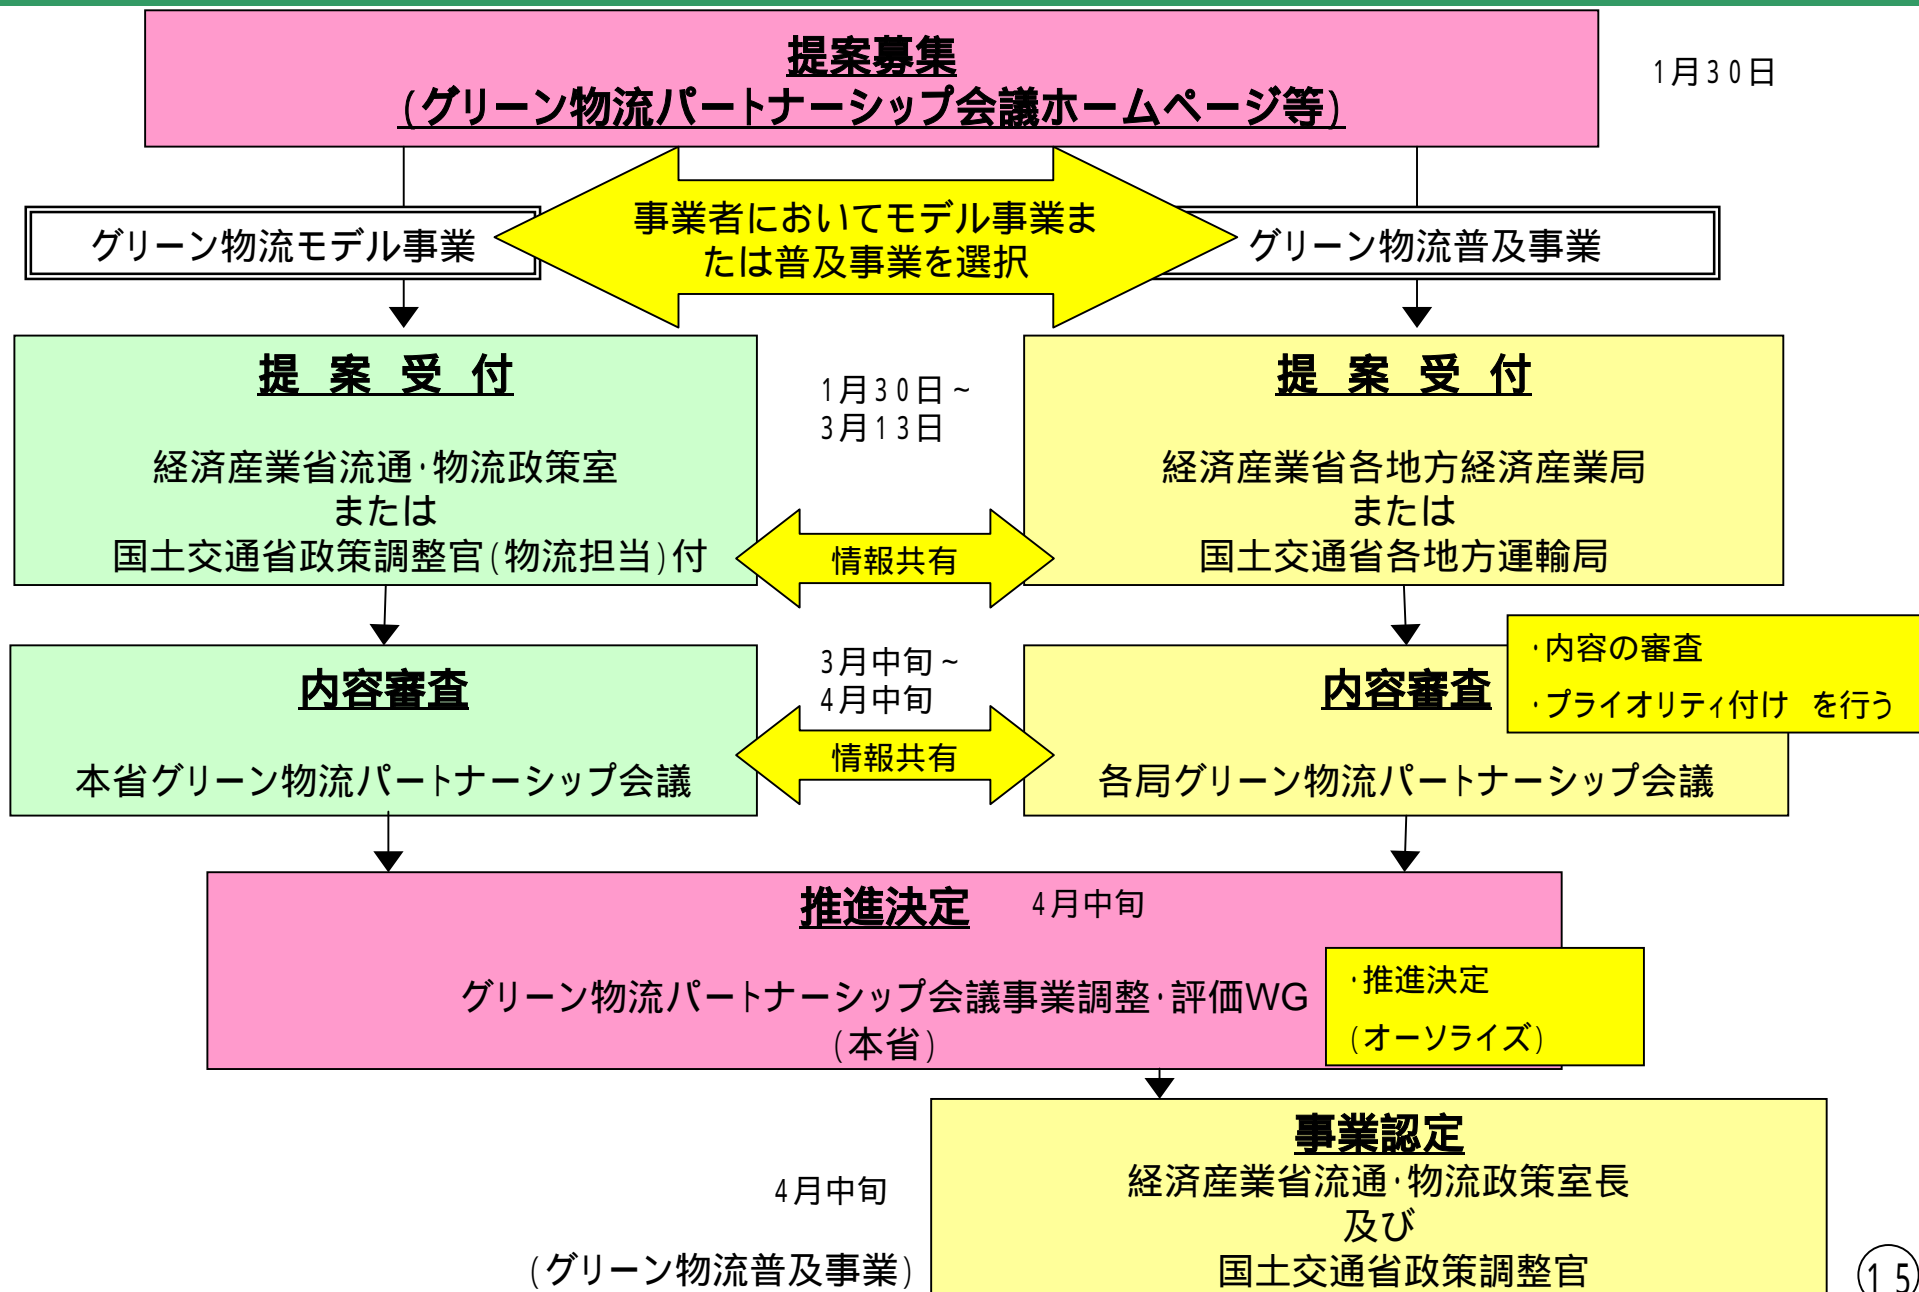 提案募集
(グリーン物流パートナーシップ会議ホームページ等)
1月30日
グリーン物流モデル事業
事業者においてモデル事業ま
たは普及事業を選択
グリーン物流普及事業
提 案 受 付
経済産業省流通・物流政策室
または
国土交通省政策調整官(物流担当)付
1月30日~
3月13日
提 案 受 付
経済産業省各地方経済産業局
または
国土交通省各地方運輸局
情報共有
内容審査
本省グリーン物流パートナーシップ会議
3月中旬~
4月中旬
情報共有
内容審査
各局グリーン物流パートナーシップ会議
・内容の審査
・プライオリティ付け を行う
推進決定 4月中旬
グリーン物流パートナーシップ会議事業調整・評価WG
(本省)
・推進決定
(オーソライズ)
4月中旬
(グリーン物流普及事業)
事業認定
経済産業省流通・物流政策室長
及び
国土交通省政策調整官
15